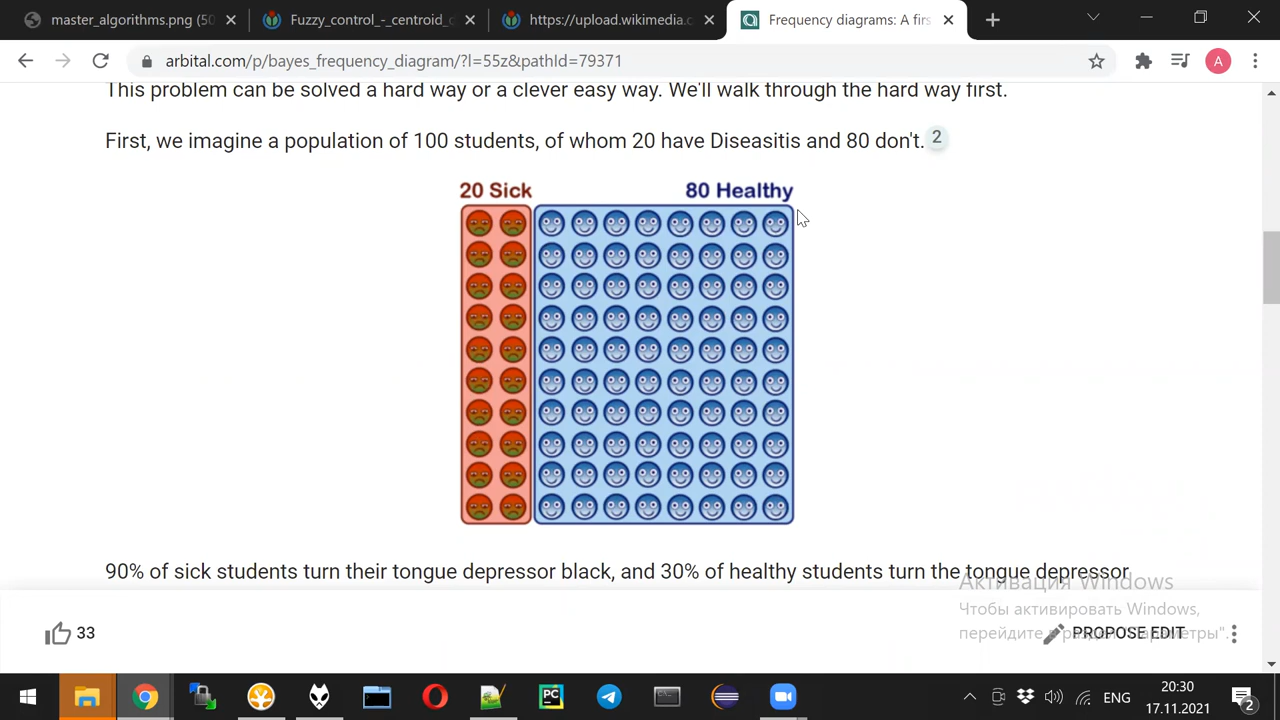 master_algorithms.png (50
Fuzzy_control_-_centroid_c
https://upload.wikimedia.c
Frequency diagrams: A firs
arbital.com/p/bayes_frequency_diagram/?l=55z&pathId=79371
A
This problem can be solved a hard way or a clever easy way. We'll walk through the hard way first.
First, we imagine a population of 100 students, of whom 20 have Diseasitis and 80 don't. 2
20 Sick
80 Healthy
90% of sick students turn their tongue depressor black, and 30% of healthy students turn the tongue depressor
Активация Windows
Чтобы активировать Windows,
перейдите в раздел "Параметры".
33
PROPOSE EDIT
PC
ENG
20:30
17.11.2021
2